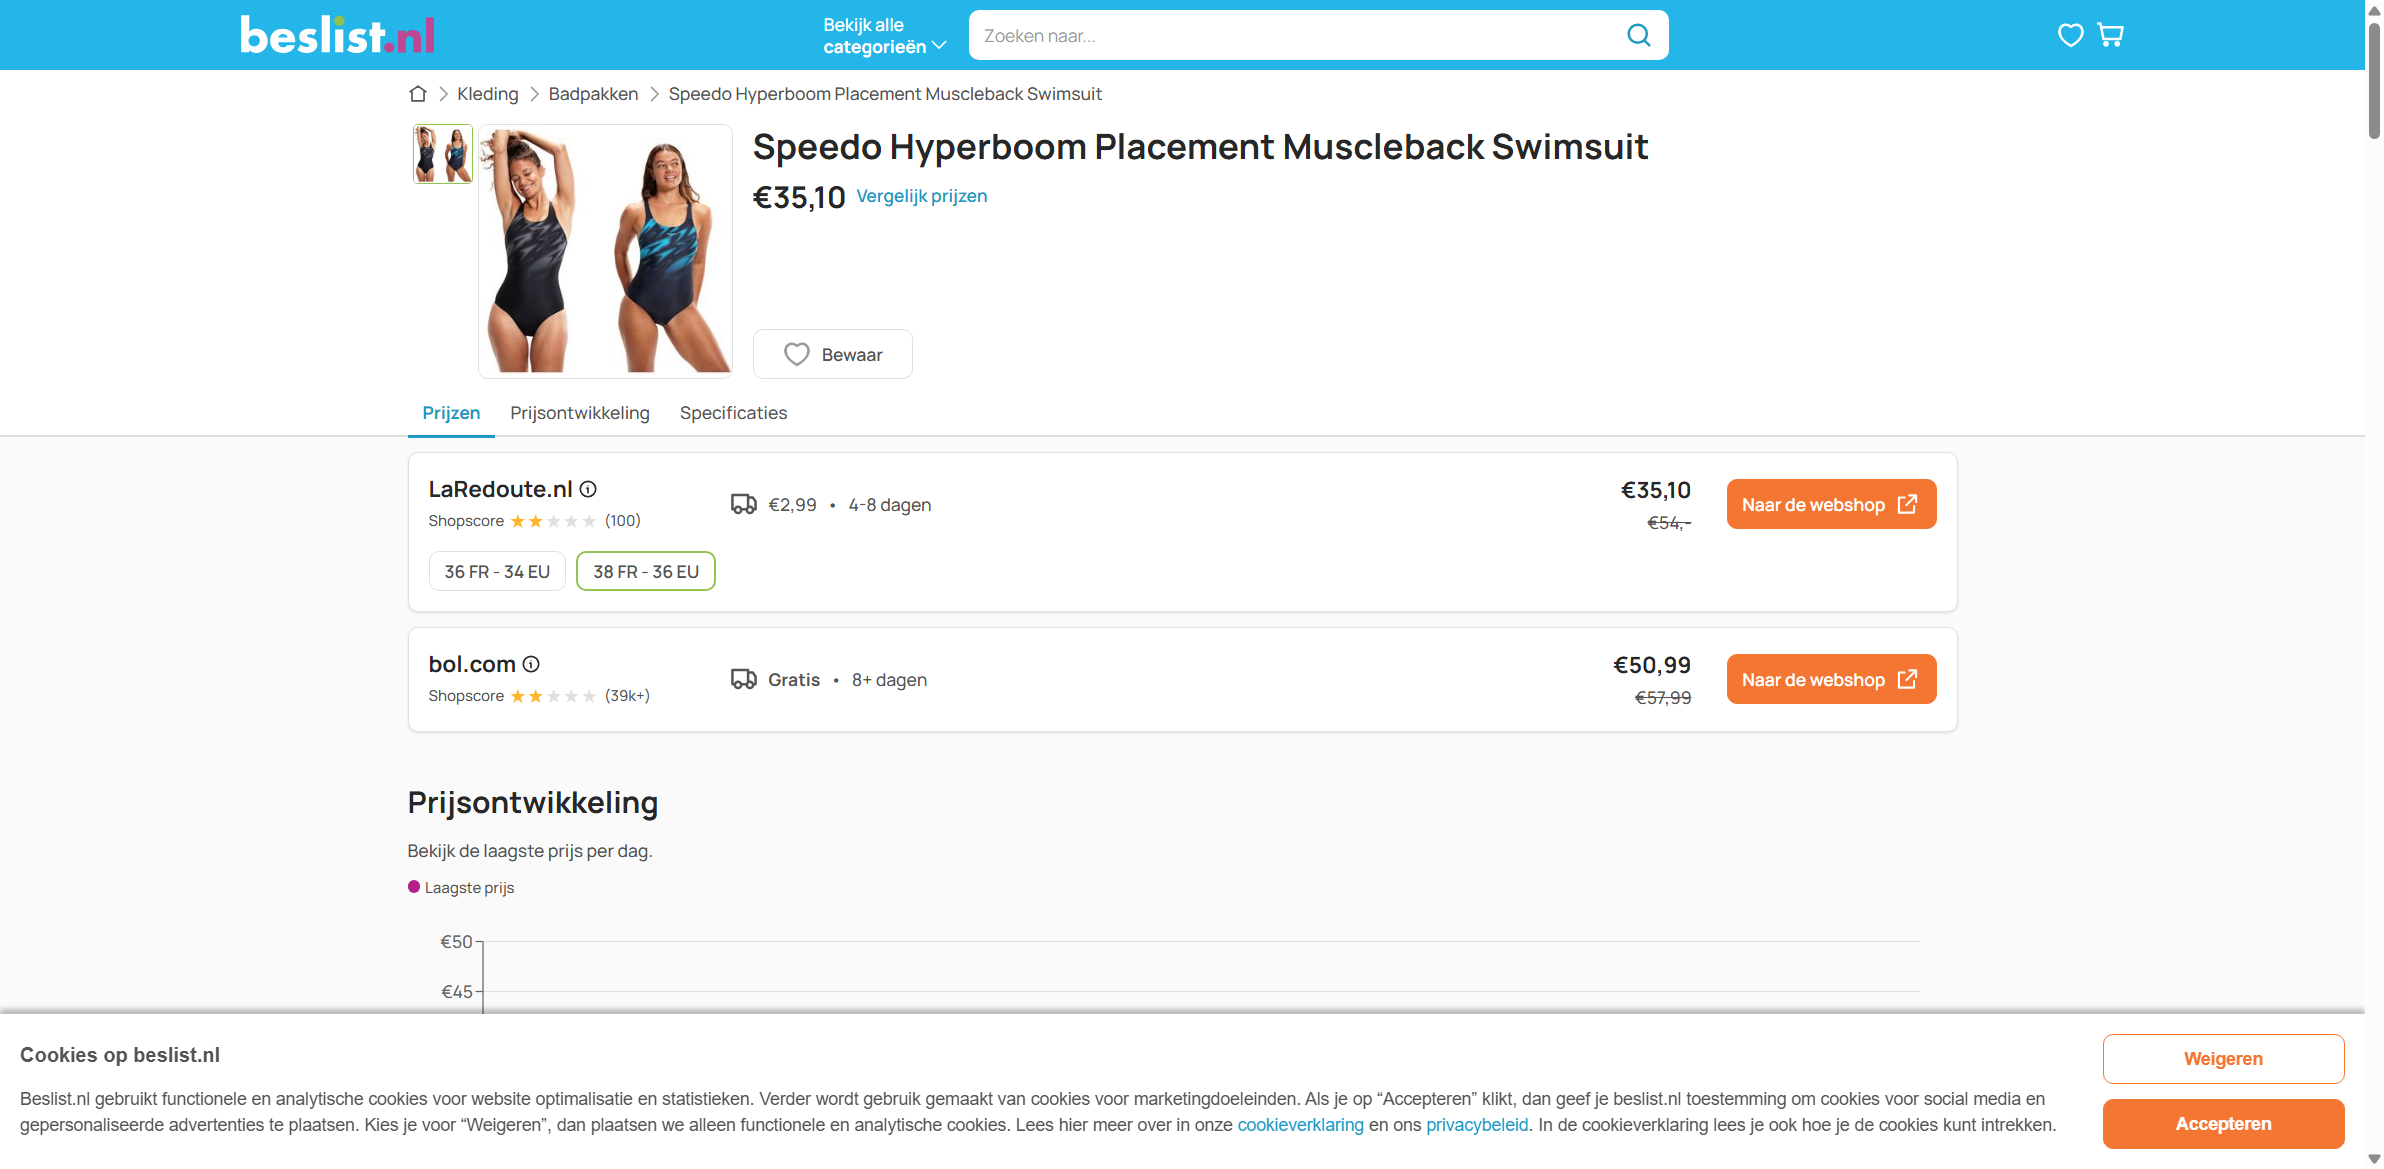 beslist.nl
Bekijk alle
categorieën
Zoeken naar...
Kleding
Badpakken
Speedo Hyperboom Placement Muscleback Swimsuit
Speedo Hyperboom Placement Muscleback Swimsuit
€35,10 Vergelijk prijzen
Bewaar
Prijzen
Prijsontwikkeling
Specificaties
LaRedoute.nl
Shopscore (100)
€2,99 • 4-8 dagen
€35,10
€54,-
Naar de webshop
36 FR - 34 EU
38 FR - 36 EU
bol.com
Shopscore (39k+)
Gratis • 8+ dagen
€50,99
€57,99
Naar de webshop
Prijsontwikkeling
Bekijk de laagste prijs per dag.
Laagste prijs
€50
€45
Cookies op beslist.nl
Beslist.nl gebruikt functionele en analytische cookies voor website optimalisatie en statistieken. Verder wordt gebruik gemaakt van cookies voor marketingdoeleinden. Als je op “Accepteren” klikt, dan geef je beslist.nl toestemming om cookies voor social media en
gepersonaliseerde advertenties te plaatsen. Kies je voor “Weigeren”, dan plaatsen we alleen functionele en analytische cookies. Lees hier meer over in onze cookieverklaring en ons privacybeleid. In de cookieverklaring lees je ook hoe je de cookies kunt intrekken.
Weigeren
Accepteren